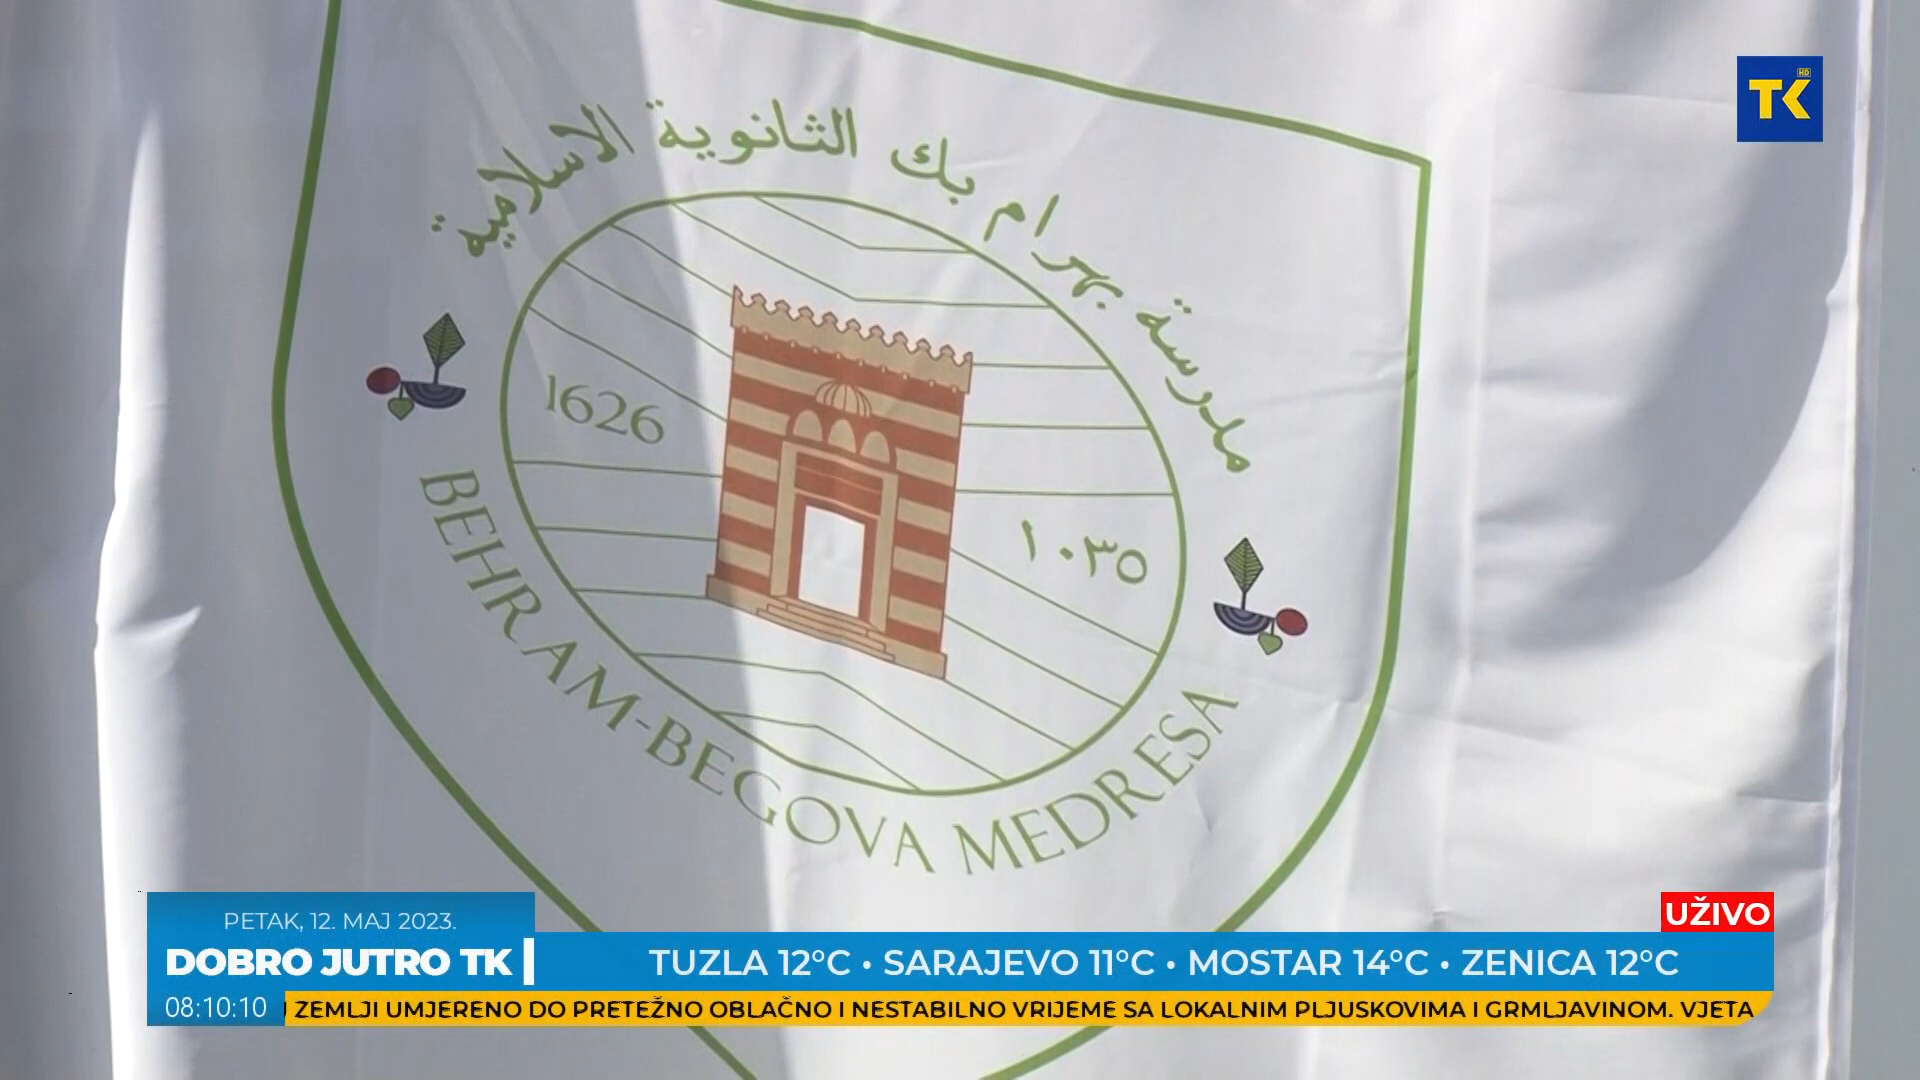 TK HD
مدرسة بهرام بك الثانوية الاسلامية
1626
١٠٣٥
BEHRAM-BEGOVA MEDRESA
UŽIVO
PETAK, 12. MAJ 2023.
DOBRO JUTRO TK
TUZLA 12°C • SARAJEVO 11°C • MOSTAR 14°C • ZENICA 12°C
08:10:10
ZEMLJI UMJERENO DO PRETEŽNO OBLAČNO I NESTABILNO VRIJEME SA LOKALNIM PLJUSKOVIMA I GRMLJAVINOM. VJETA